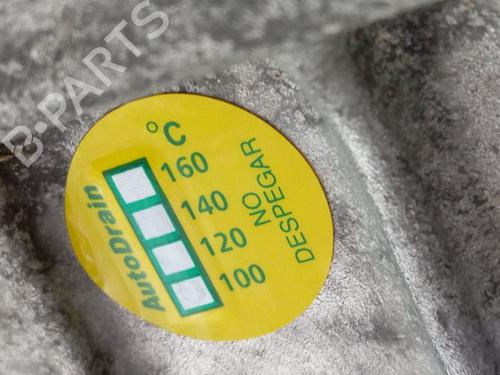 B-PARTS
°C
160
140
120
100
AutoDrain
NO
DESPEGAR